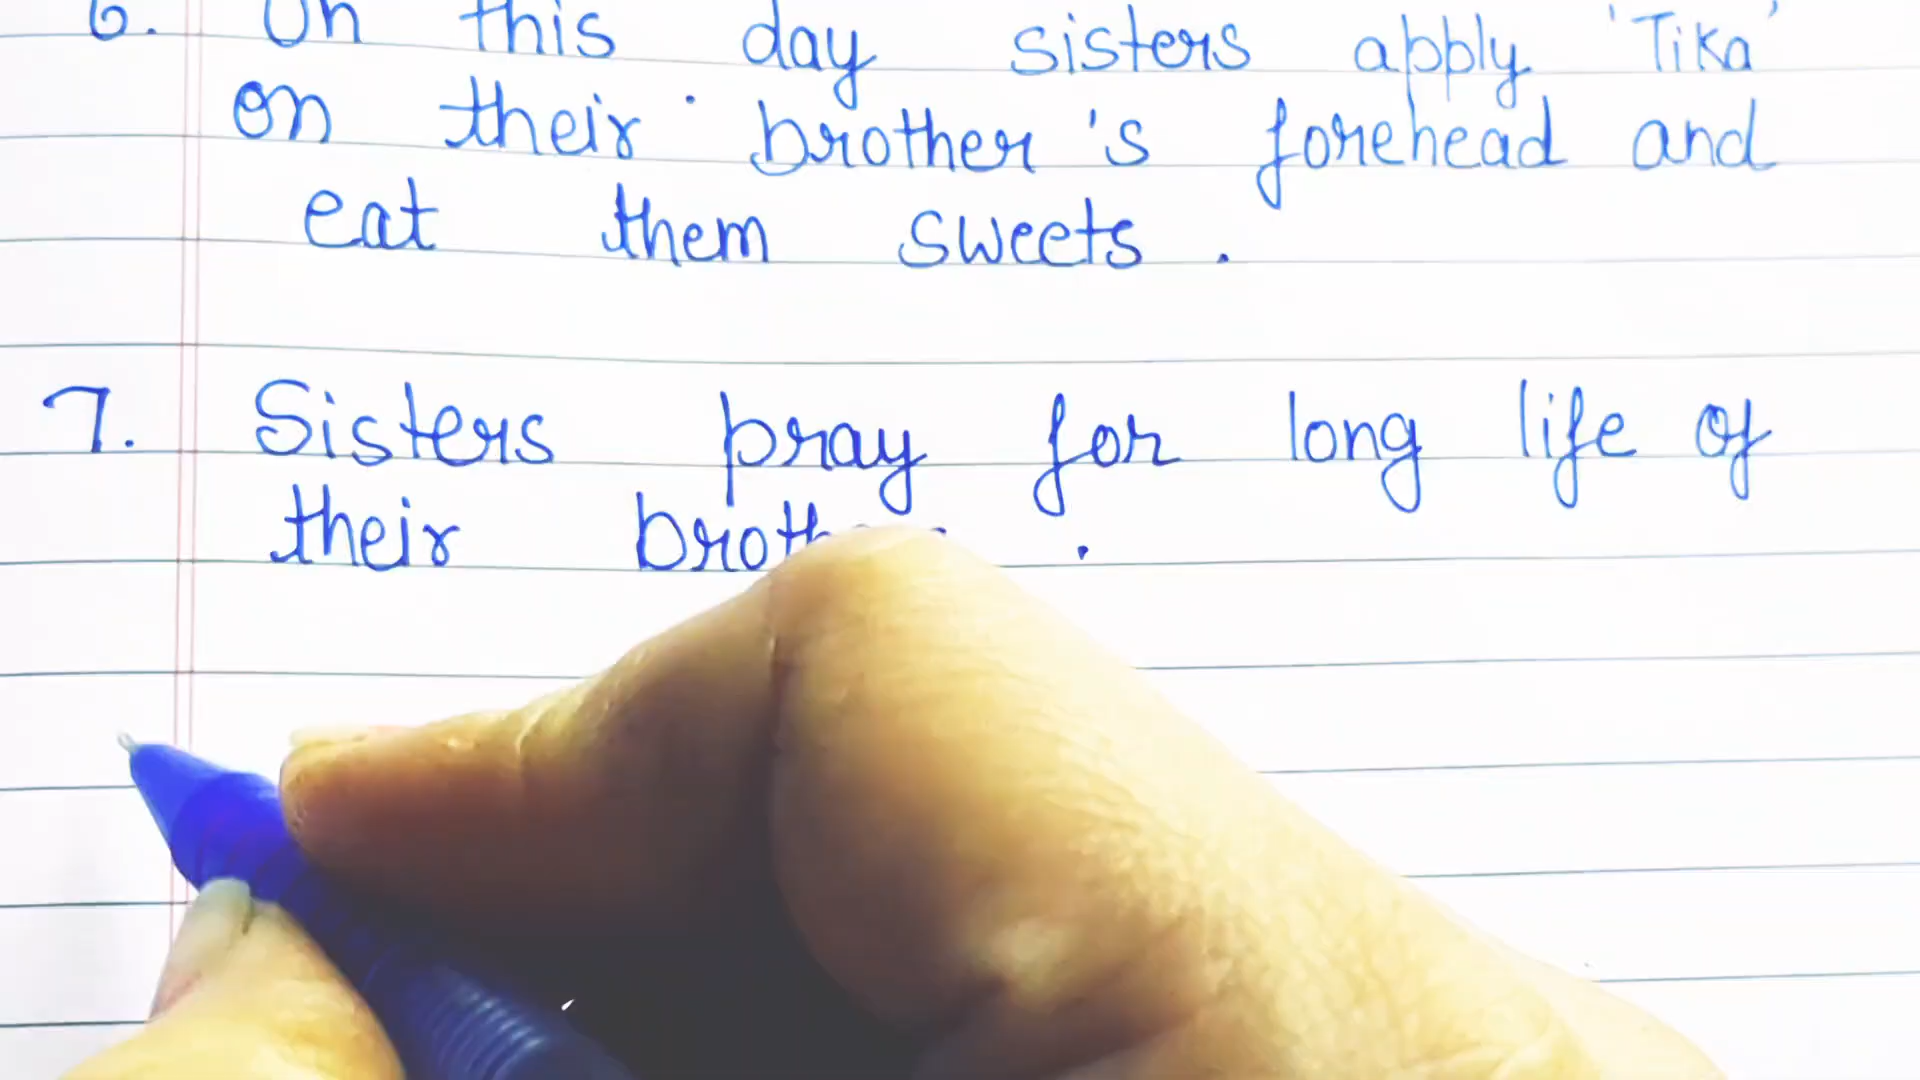 6. On this day sisters apply 'Tika'
on their brother's forehead and
eat them sweets.
7. Sisters pray for long life of
their